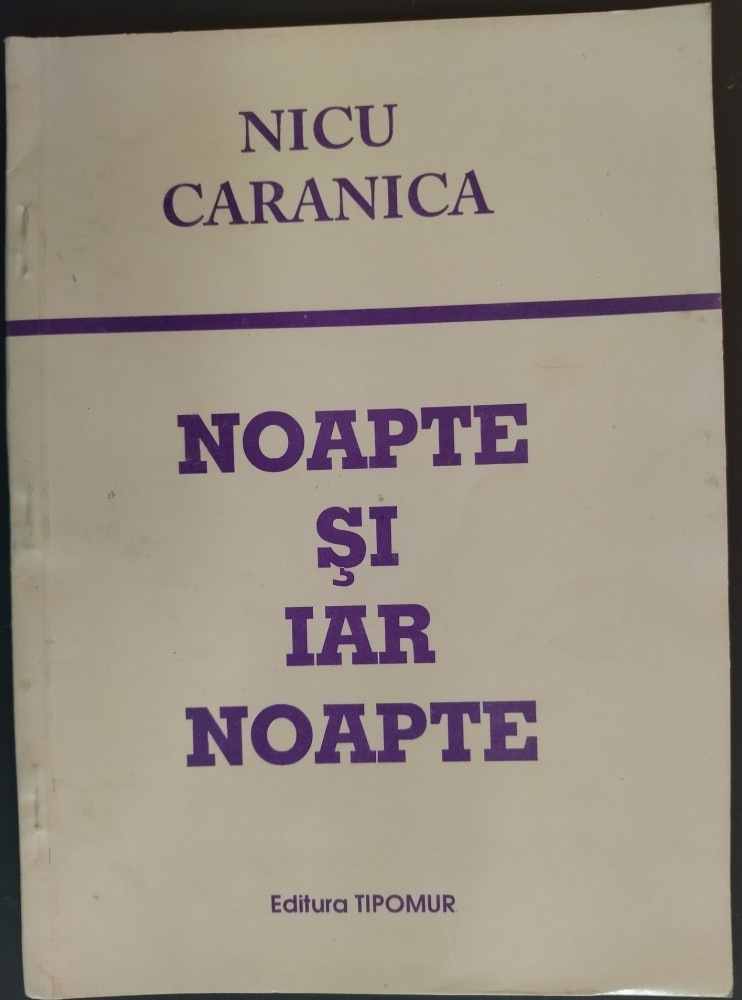 NICU
CARANICA
NOAPTE
ŞI
IAR
NOAPTE
Editura TIPOMUR